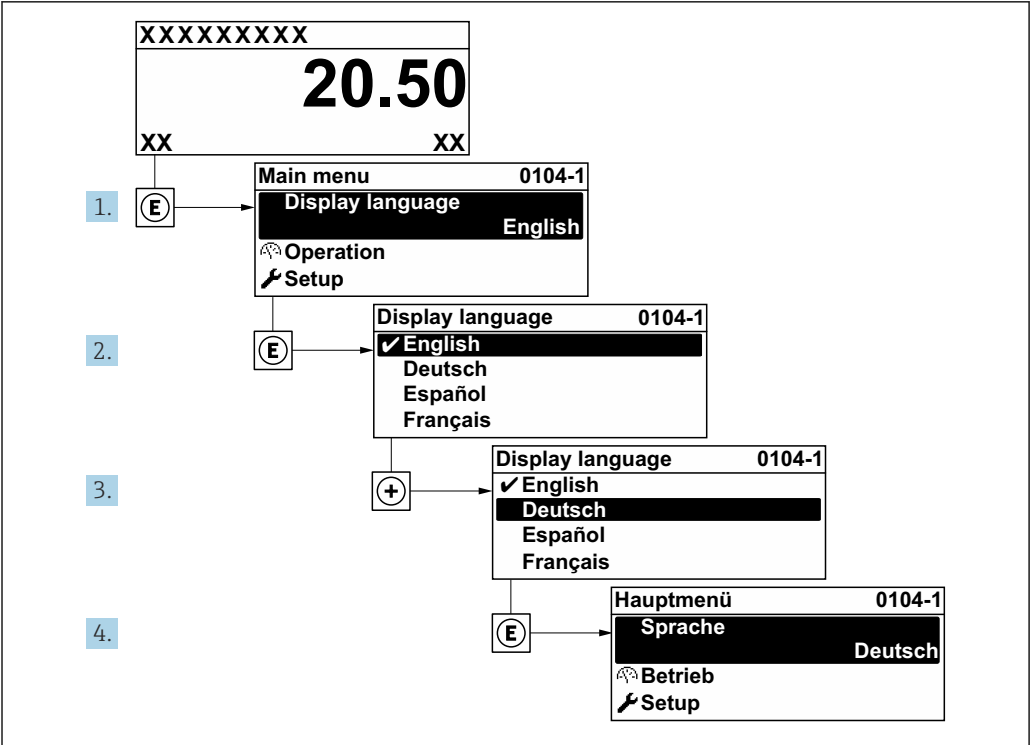 XXXXXXXXX
20.50
XX XX
1. E
Main menu 0104-1
Display language
English
Operation
Setup
2. E
Display language 0104-1
✔English
Deutsch
Español
Français
3. +
Display language 0104-1
✔English
Deutsch
Español
Français
4. E
Hauptmenü 0104-1
Sprache
Deutsch
Betrieb
Setup